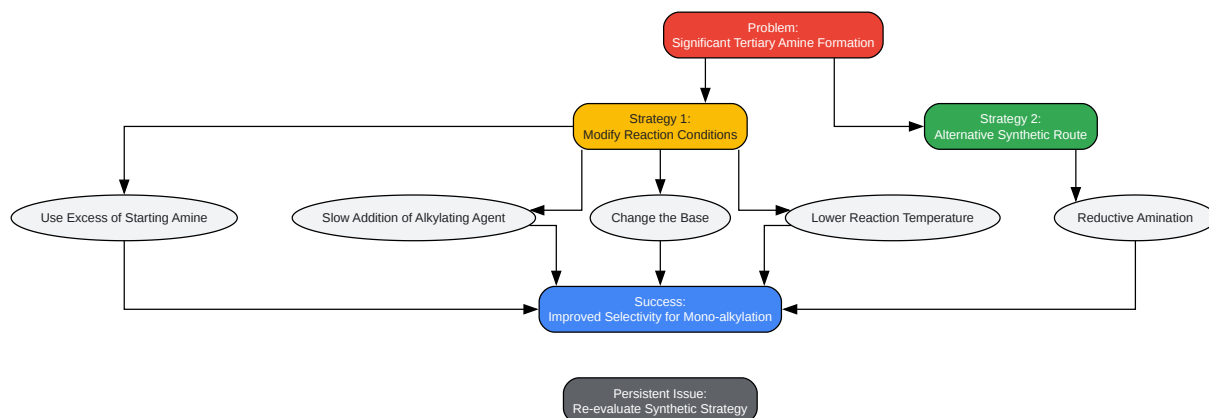 Problem:
Significant Tertiary Amine Formation
Strategy 1:
Modify Reaction Conditions
Strategy 2:
Alternative Synthetic Route
Use Excess of Starting Amine
Slow Addition of Alkylating Agent
Change the Base
Lower Reaction Temperature
Reductive Amination
Success:
Improved Selectivity for Mono-alkylation
Persistent Issue:
Re-evaluate Synthetic Strategy